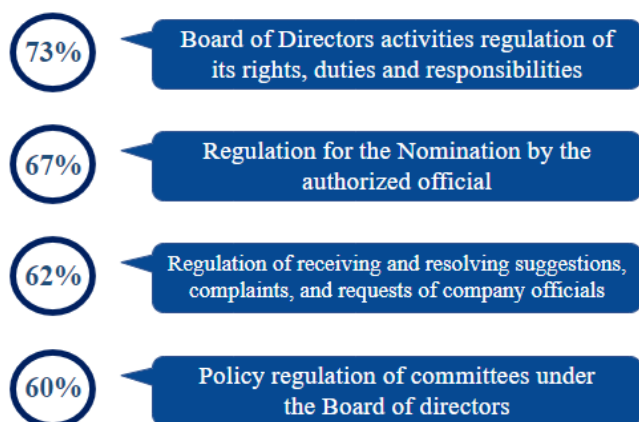 73%
Board of Directors activities regulation of
its rights, duties and responsibilities
67%
Regulation for the Nomination by the
authorized official
62%
Regulation of receiving and resolving suggestions,
complaints, and requests of company officials
60%
Policy regulation of committees under
the Board of directors